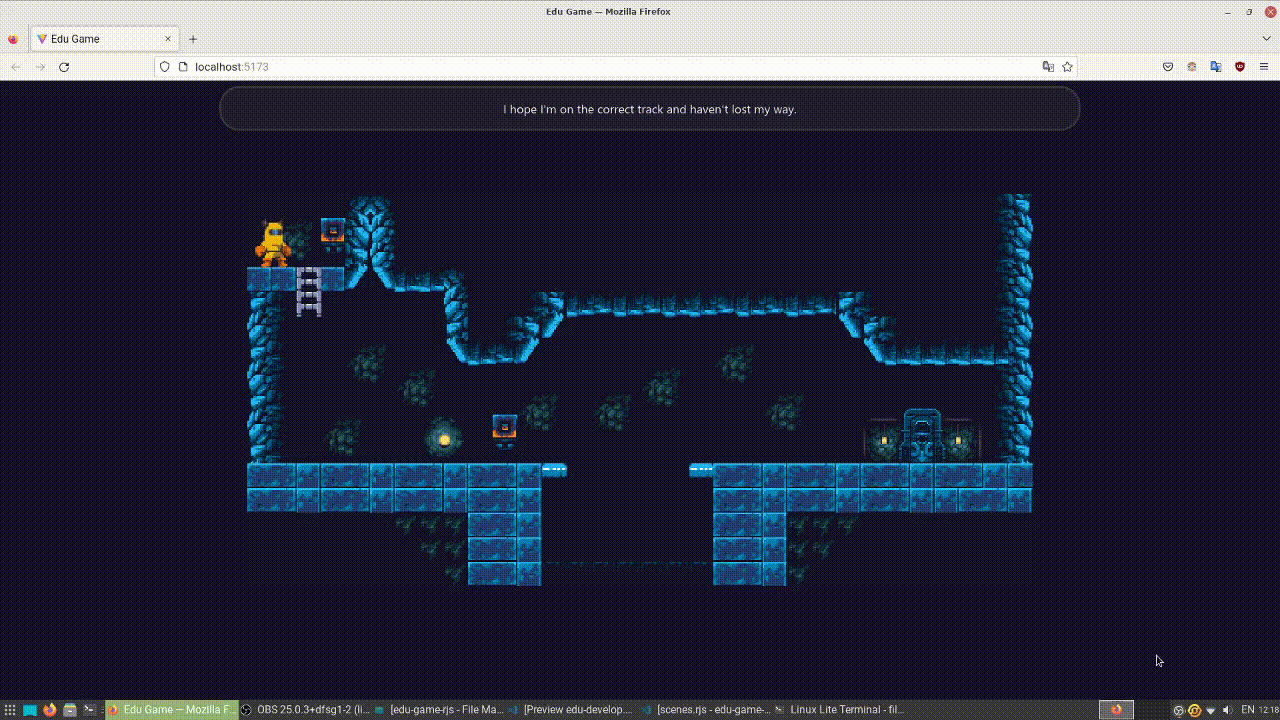 Edu Game — Mozilla Firefox
Edu Game
localhost:5173
I hope I'm on the correct track and haven't lost my way.
Edu Game — Mozilla F...
OBS 25.0.3+dfsg1-2 (li...
[edu-game-rjs - File Ma...
[Preview edu-develop....
[scenes.rjs - edu-game-...
Linux Lite Terminal - fil...
EN
12:18